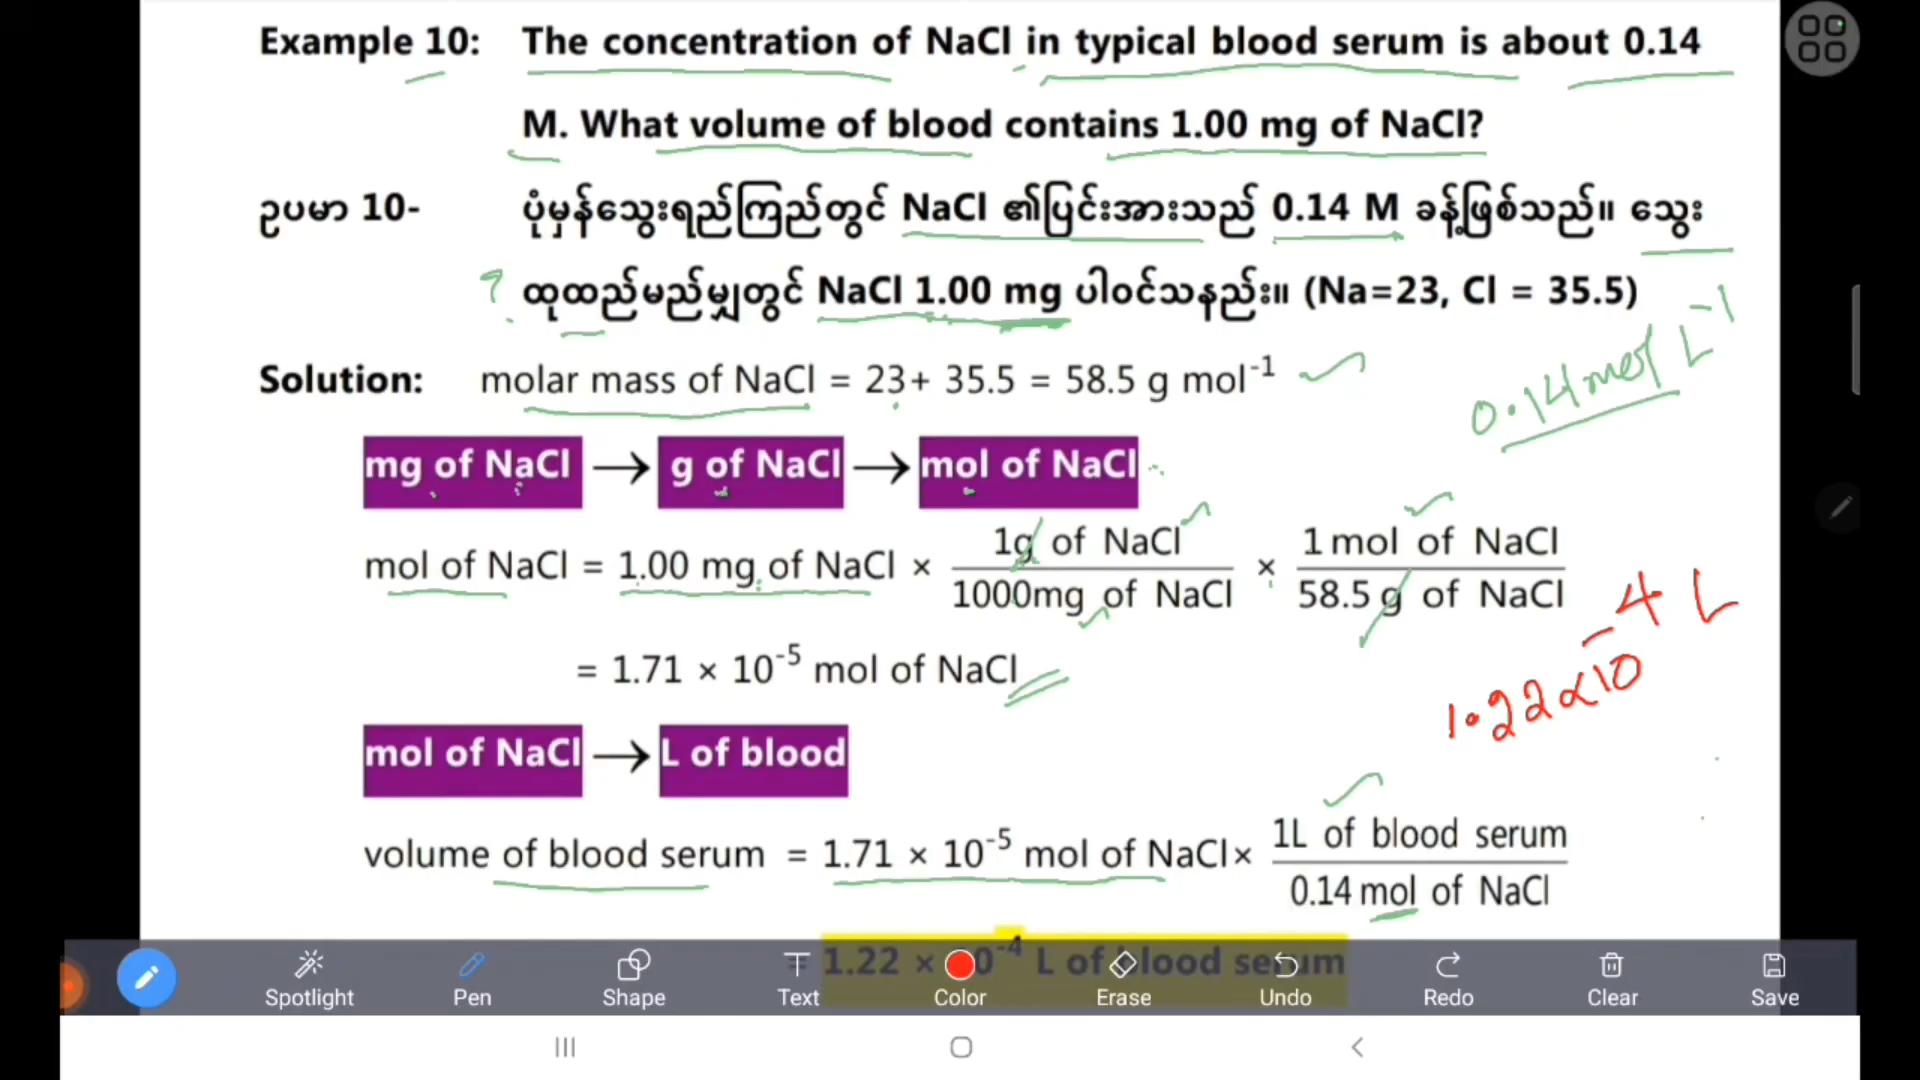 Example 10: The concentration of NaCl in typical blood serum is about 0.14
M. What volume of blood contains 1.00 mg of NaCl?
ဥပမာ 10- ပုံမှန်သွေးရည်ကြည်တွင် NaCl ၏ပြင်းအားသည် 0.14 M ခန့်ဖြစ်သည်။ သွေး
? ထုထည်မည်မျှတွင် NaCl 1.00 mg ပါဝင်သနည်း။ (Na=23, Cl = 35.5)
0.14 mol L⁻¹
Solution: molar mass of NaCl = 23+ 35.5 = 58.5 g mol⁻¹
mg of NaCl → g of NaCl → mol of NaCl
mol of NaCl = 1.00 mg of NaCl × 1g of NaCl / 1000mg of NaCl × 1 mol of NaCl / 58.5 g of NaCl
= 1.71 × 10⁻⁵ mol of NaCl
1.22 × 10⁻⁴ L
mol of NaCl → L of blood
volume of blood serum = 1.71 × 10⁻⁵ mol of NaCl × 1L of blood serum / 0.14 mol of NaCl
= 1.22 × 10⁻⁴ L of blood serum
Spotlight Pen Shape Text Color Erase Undo Redo Clear Save